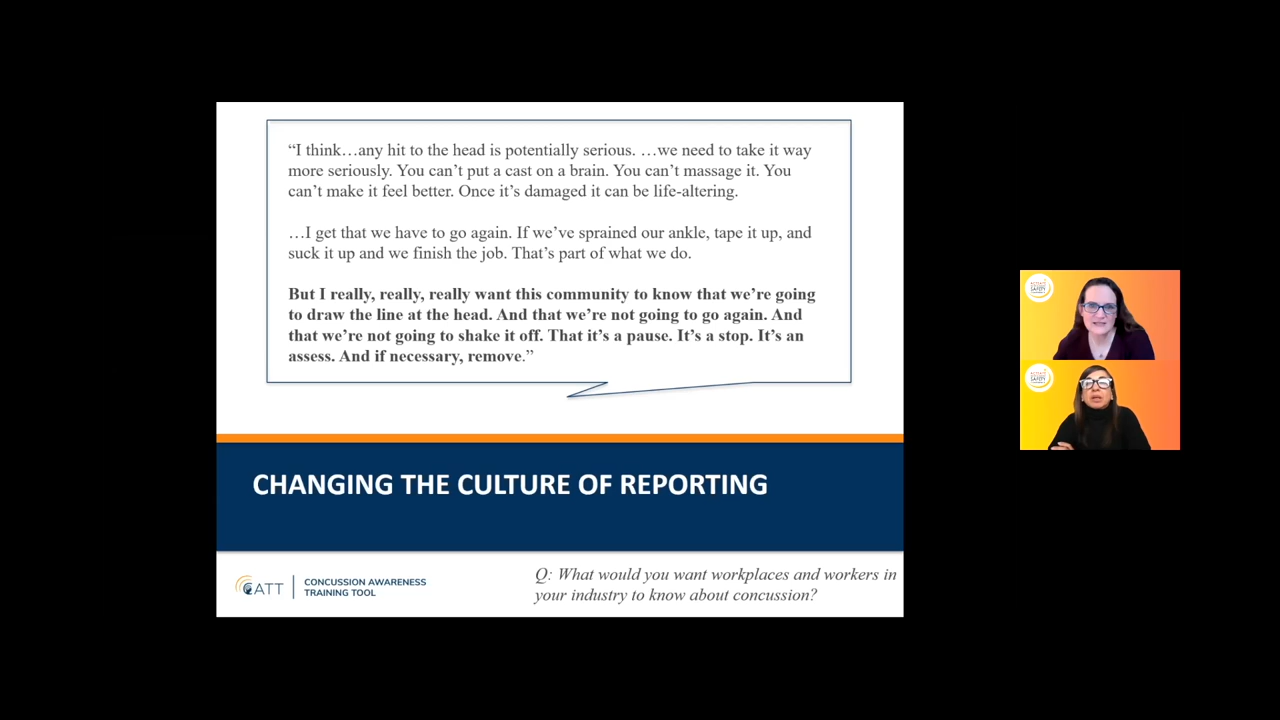 “I think…any hit to the head is potentially serious. …we need to take it way
more seriously. You can’t put a cast on a brain. You can’t massage it. You
can’t make it feel better. Once it’s damaged it can be life-altering.
…I get that we have to go again. If we’ve sprained our ankle, tape it up, and
suck it up and we finish the job. That’s part of what we do.
But I really, really, really want this community to know that we’re going
to draw the line at the head. And that we’re not going to go again. And
that we’re not going to shake it off. That it’s a pause. It’s a stop. It’s an
assess. And if necessary, remove.”
CHANGING THE CULTURE OF REPORTING
CATT
CONCUSSION AWARENESS
TRAINING TOOL
Q: What would you want workplaces and workers in
your industry to know about concussion?
SAFETY
SAFETY